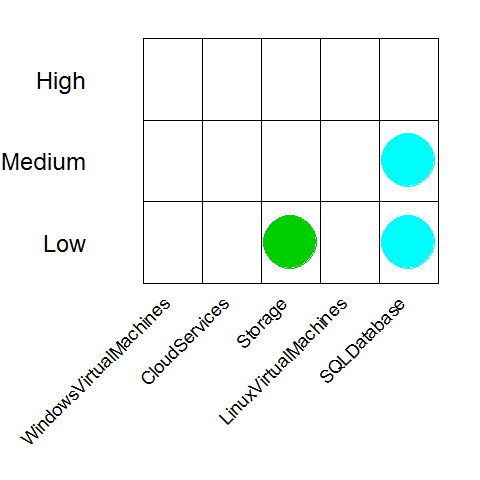 High
Medium
Low
WindowsVirtualMachines
CloudServices
Storage
LinuxVirtualMachines
SQLDatabase